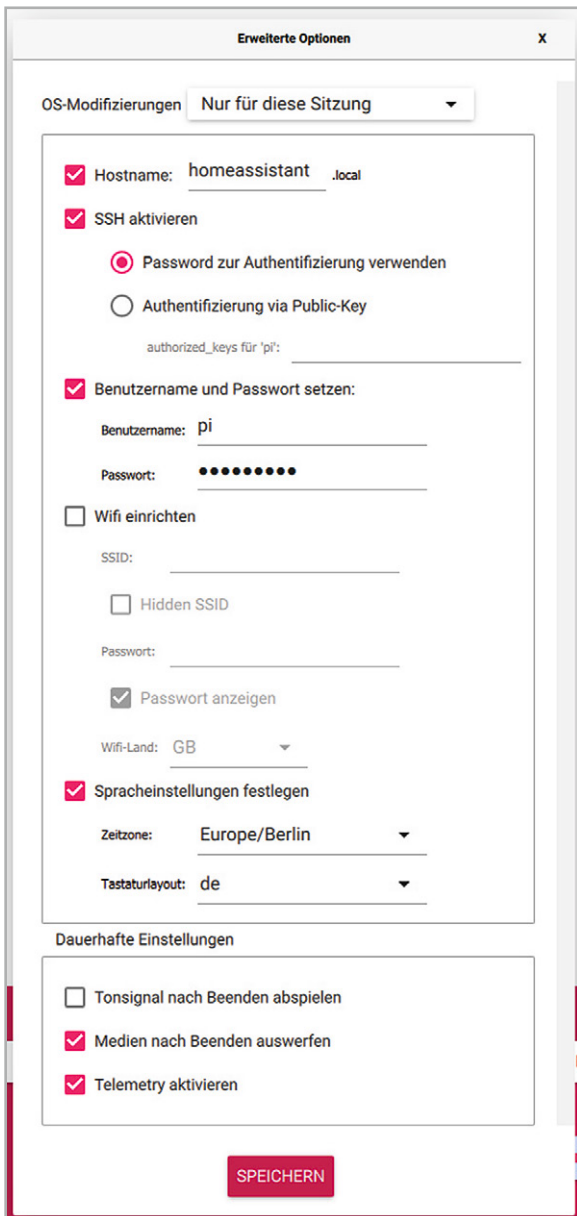 Erweiterte Optionen X
OS-Modifizierungen Nur für diese Sitzung
Hostname: homeassistant .local
SSH aktivieren
Password zur Authentifizierung verwenden
Authentifizierung via Public-Key
authorized_keys für 'pi':
Benutzername und Passwort setzen:
Benutzername: pi
Passwort: ●●●●●●●●●
Wifi einrichten
SSID:
Hidden SSID
Passwort:
Passwort anzeigen
Wifi-Land: GB
Spracheinstellungen festlegen
Zeitzone: Europe/Berlin
Tastaturlayout: de
Dauerhafte Einstellungen
Tonsignal nach Beenden abspielen
Medien nach Beenden auswerfen
Telemetry aktivieren
SPEICHERN